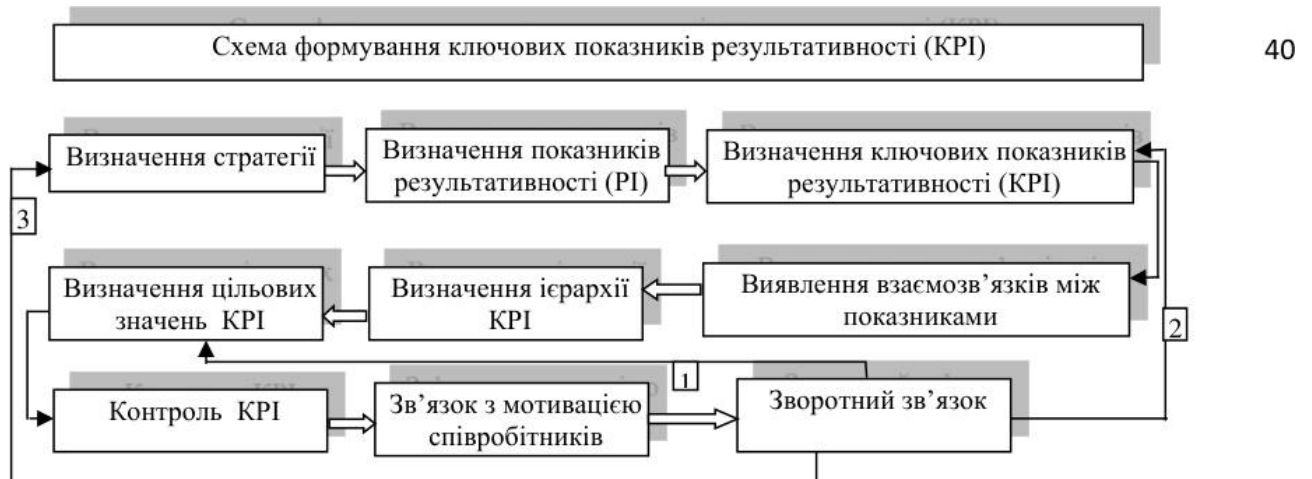 Схема формування ключових показників результативності (КРІ)
40
Визначення стратегії
Визначення показників
результативності (РІ)
Визначення ключових показників
результативності (КРІ)
3
Визначення цільових
значень КРІ
Визначення ієрархії
КРІ
Виявлення взаємозв’язків між
показниками
2
1
Контроль КРІ
Зв’язок з мотивацією
співробітників
Зворотний зв’язок